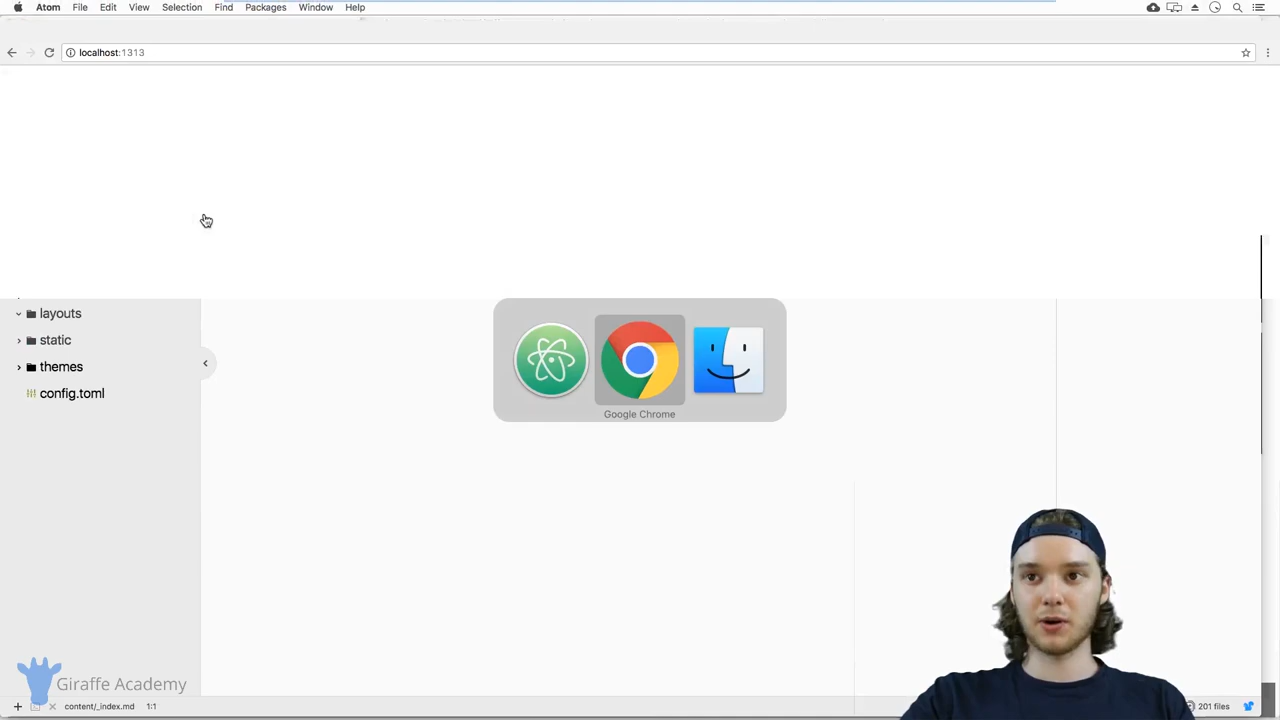 Atom File Edit View Selection Find Packages Window Help
localhost:1313
layouts
static
themes
config.toml
Google Chrome
Giraffe Academy
content/_index.md 1:1
201 files